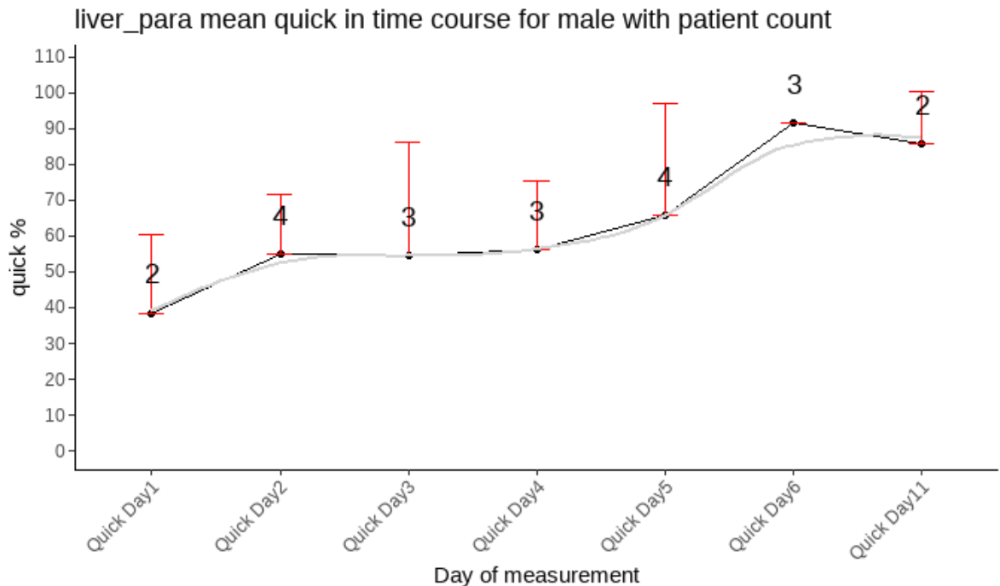 liver_para mean quick in time course for male with patient count
110
100
90
80
70
60
50
40
30
20
10
0
quick %
2
4
3
3
4
3
2
Quick Day1
Quick Day2
Quick Day3
Quick Day4
Quick Day5
Quick Day6
Quick Day11
Day of measurement